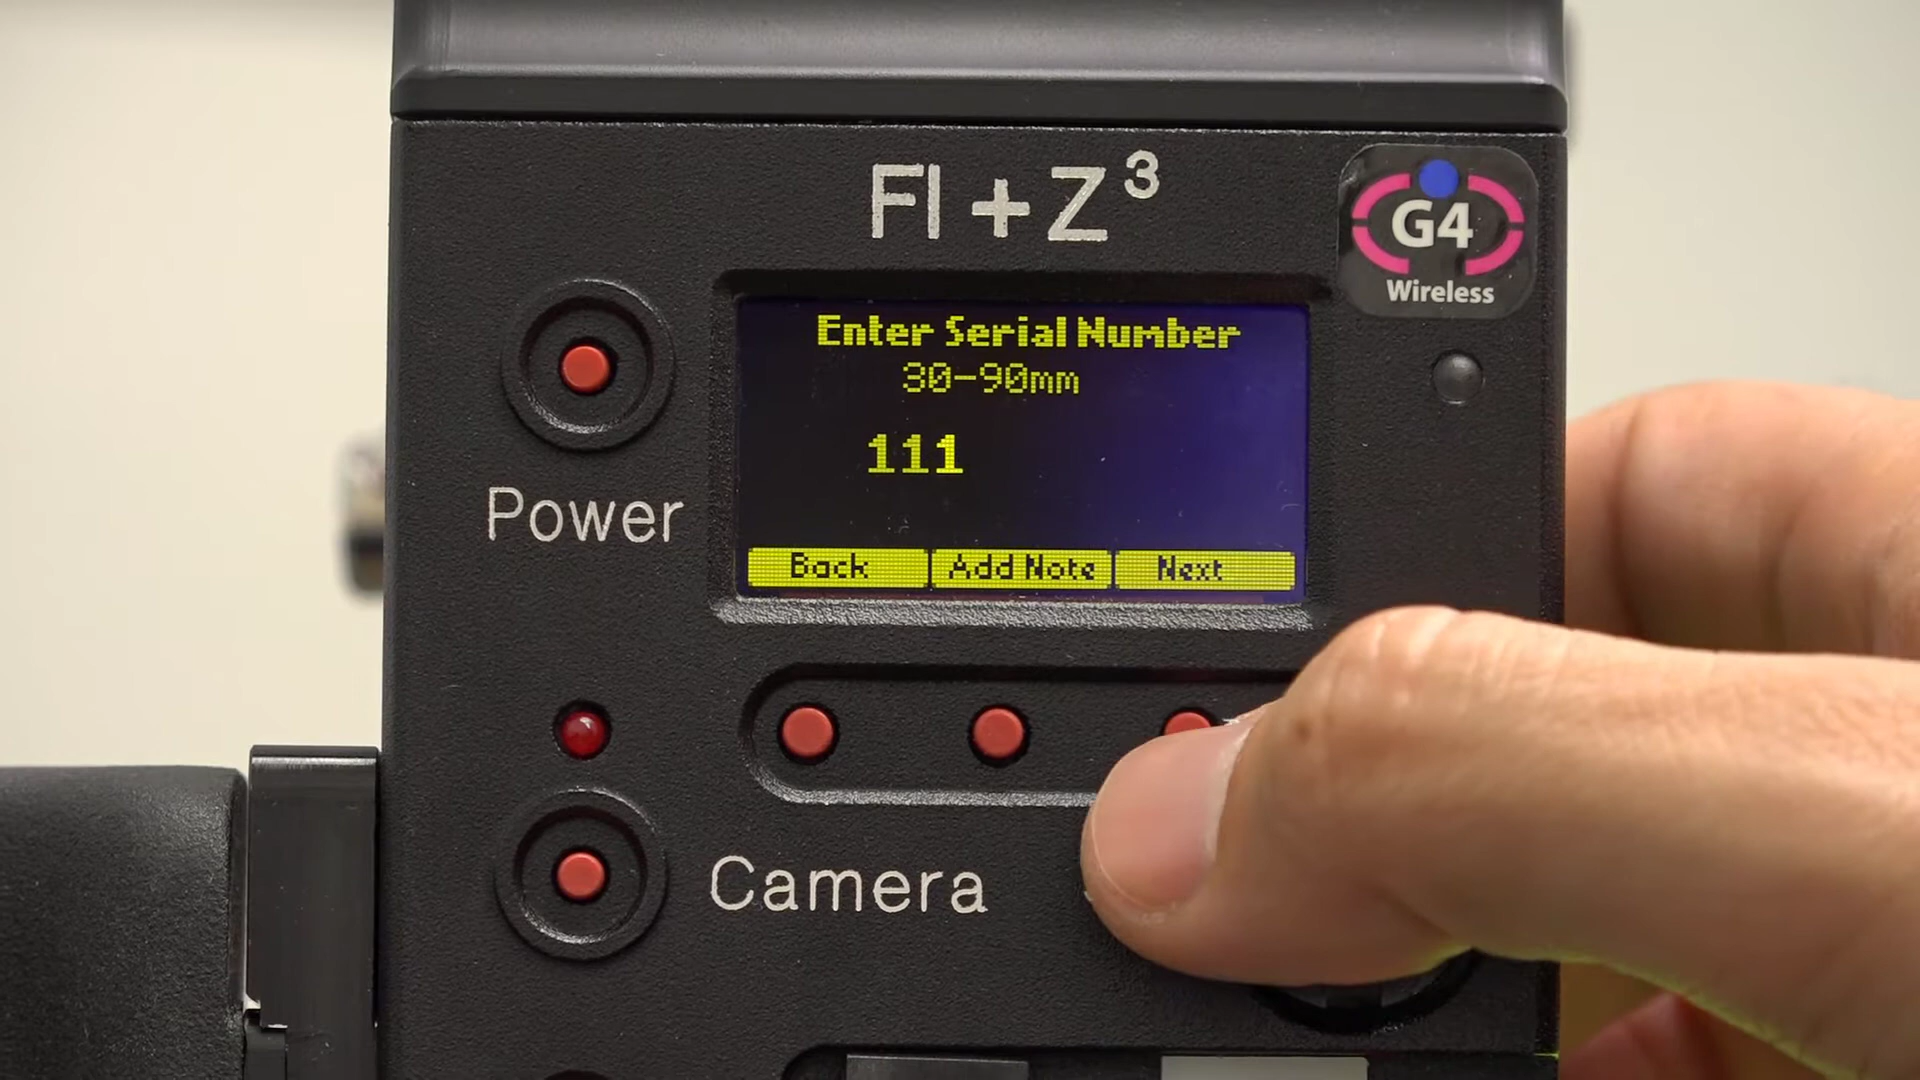 FI+Z³
G4
Wireless
Enter Serial Number
30-90mm
111
Back
Add Note
Next
Power
Camera